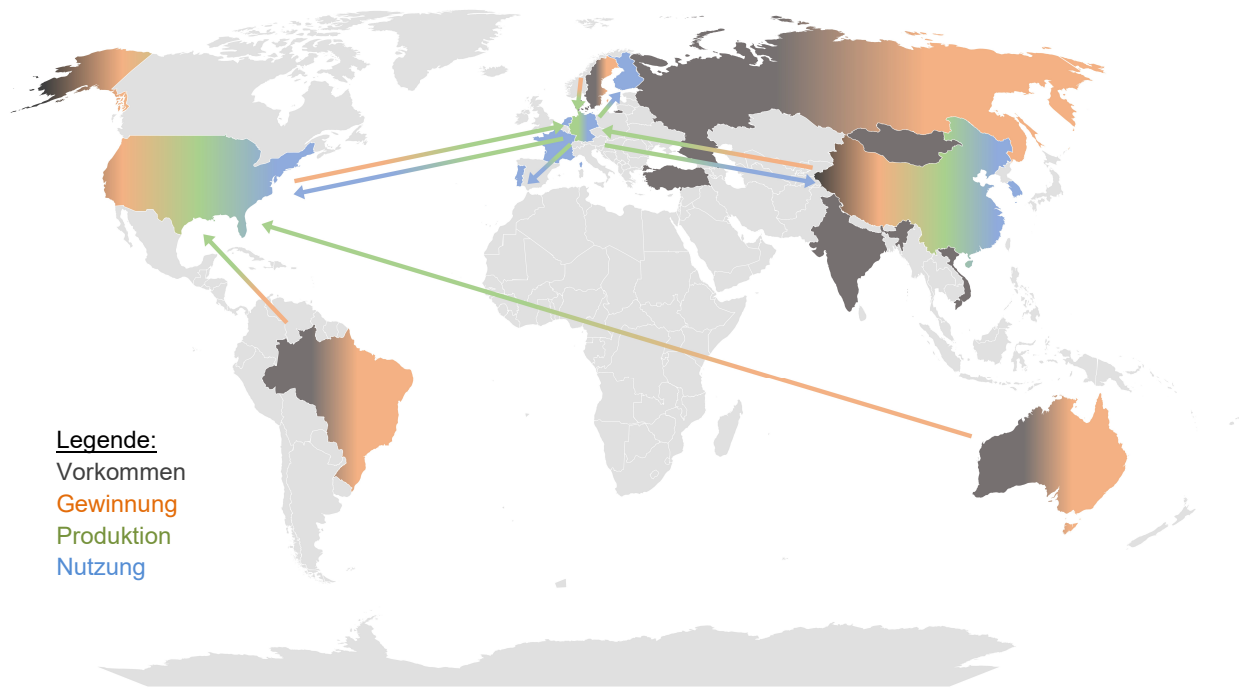 Legende:
Vorkommen
Gewinnung
Produktion
Nutzung